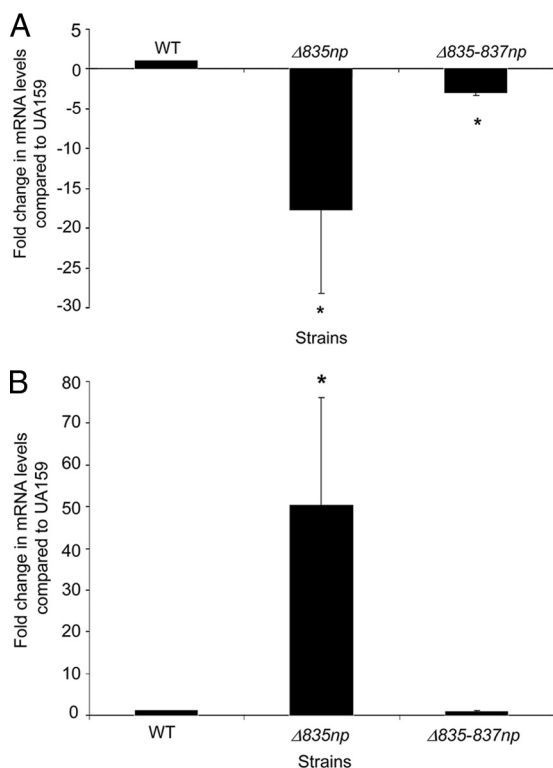 A
Fold change in mRNA levels
compared to UA159
5
0
-5
-10
-15
-20
-25
-30
WT
Δ835np
Δ835-837np
*
*
Strains
B
Fold change in mRNA levels
compared to UA159
80
70
60
50
40
30
20
10
0
*
WT
Δ835np
Δ835-837np
Strains